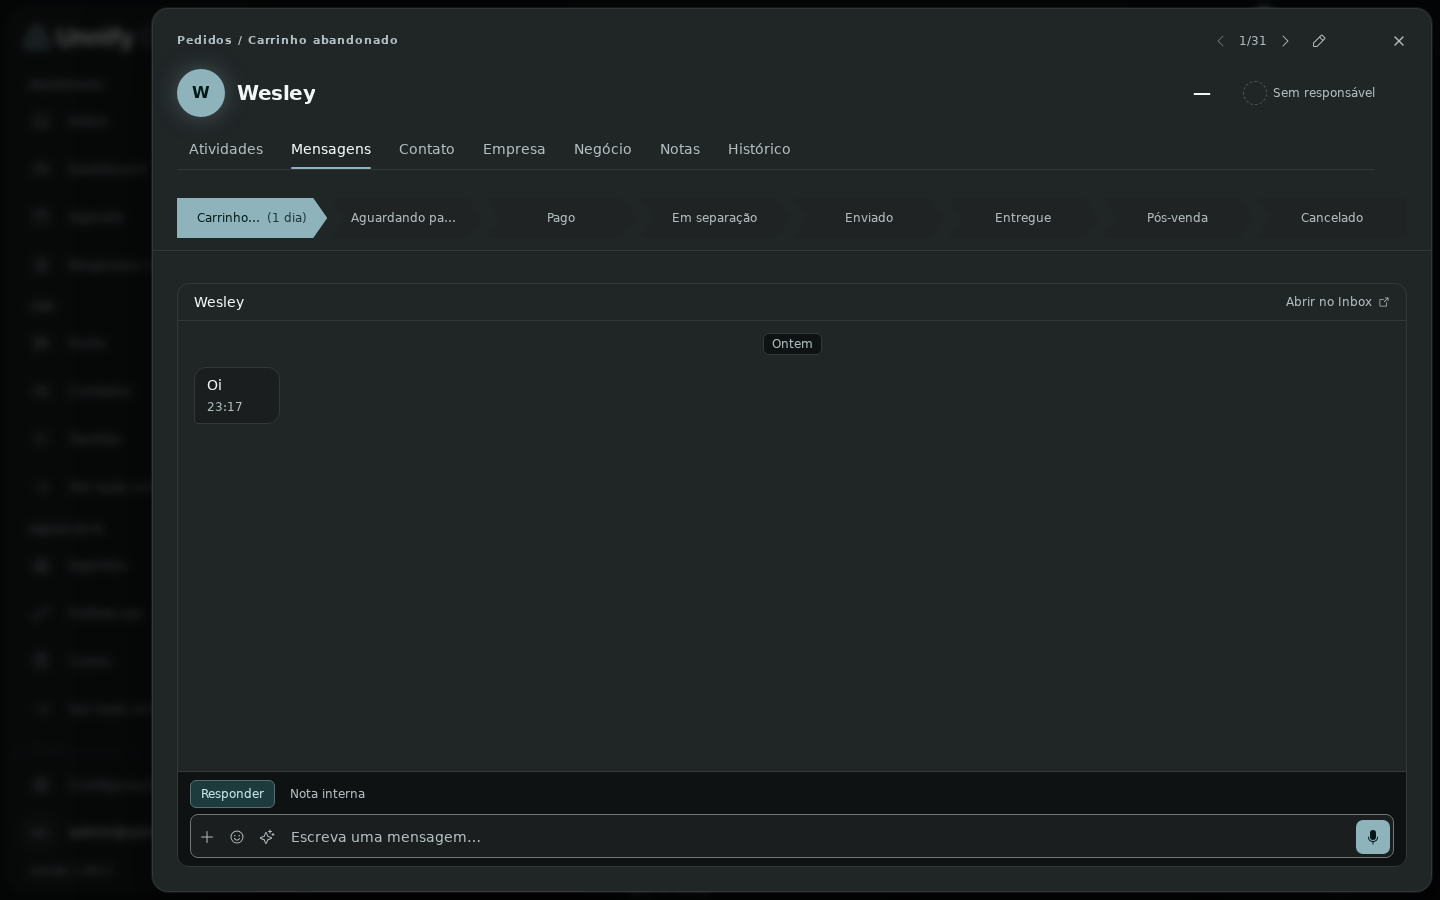 Pedidos / Carrinho abandonado
1/31
W
Wesley
—
Sem responsável
Atividades
Mensagens
Contato
Empresa
Negócio
Notas
Histórico
Carrinho... (1 dia)
Aguardando pa...
Pago
Em separação
Enviado
Entregue
Pós-venda
Cancelado
Wesley
Abrir no Inbox
Ontem
Oi
23:17
Responder
Nota interna
Escreva uma mensagem...